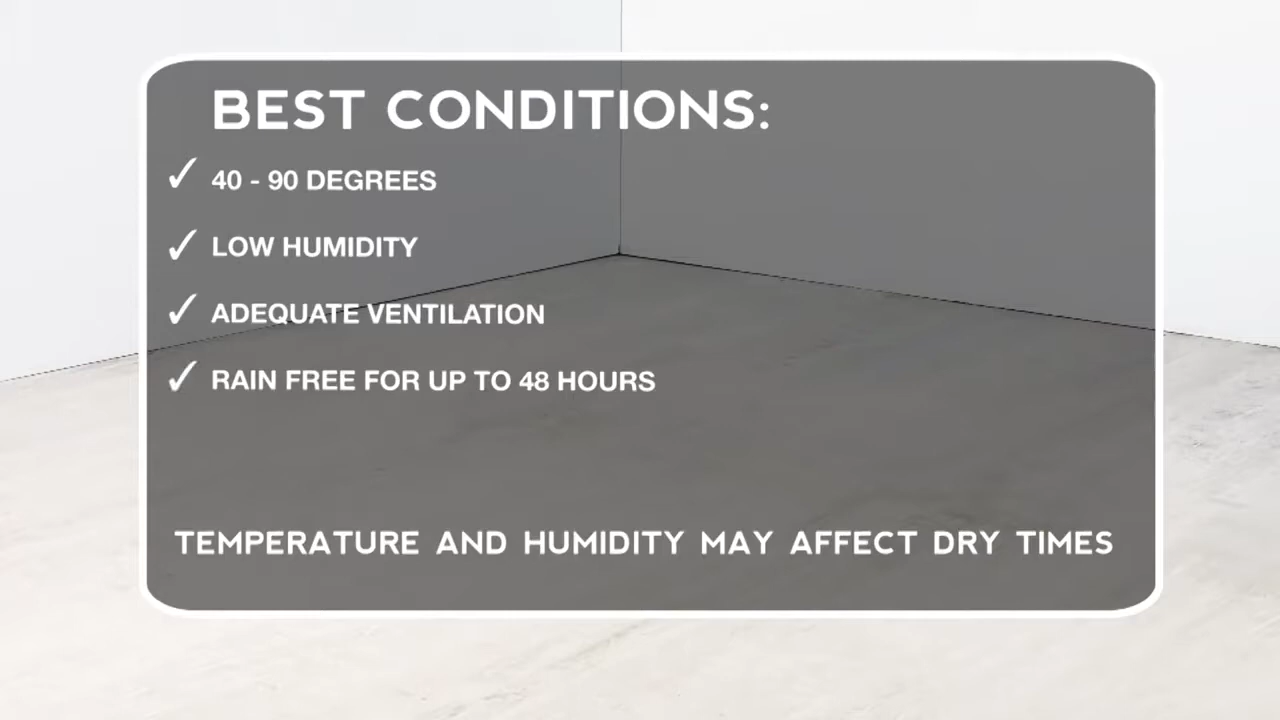 BEST CONDITIONS:
✓ 40 - 90 DEGREES
✓ LOW HUMIDITY
✓ ADEQUATE VENTILATION
✓ RAIN FREE FOR UP TO 48 HOURS
TEMPERATURE AND HUMIDITY MAY AFFECT DRY TIMES